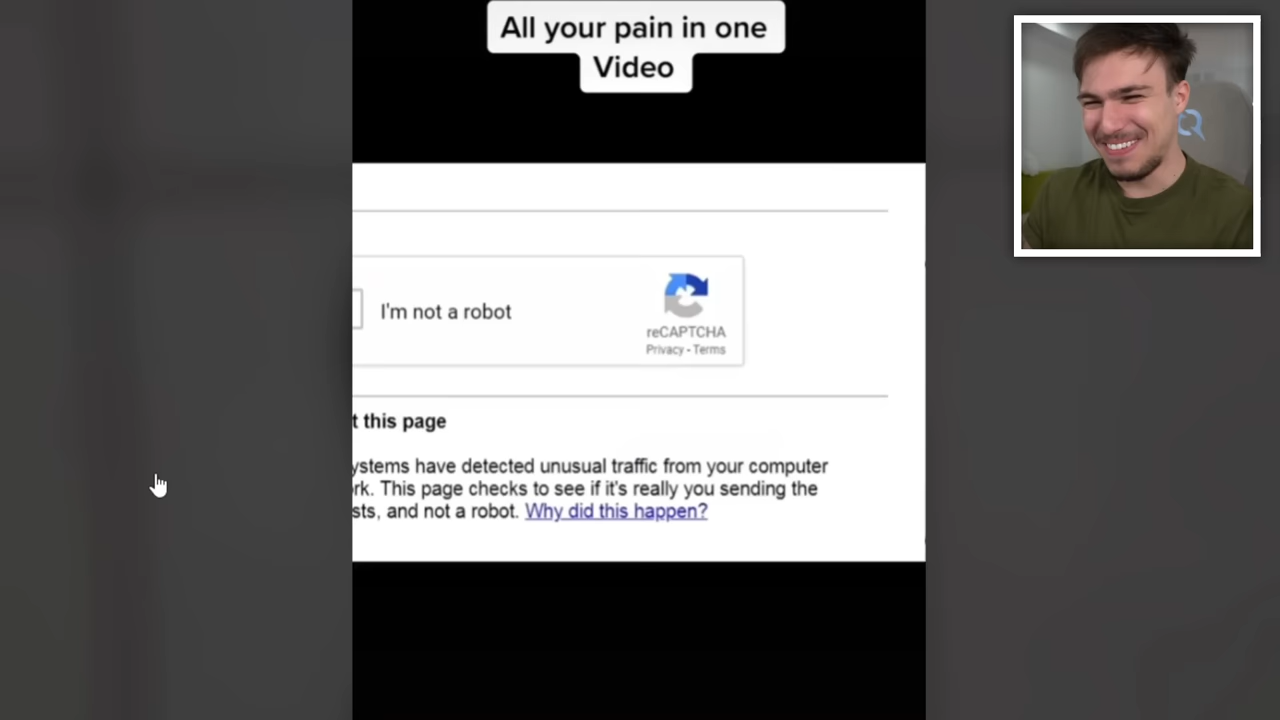 All your pain in one
Video
I'm not a robot
reCAPTCHA
Privacy - Terms
t this page
ystems have detected unusual traffic from your computer
rk. This page checks to see if it's really you sending the
sts, and not a robot. Why did this happen?